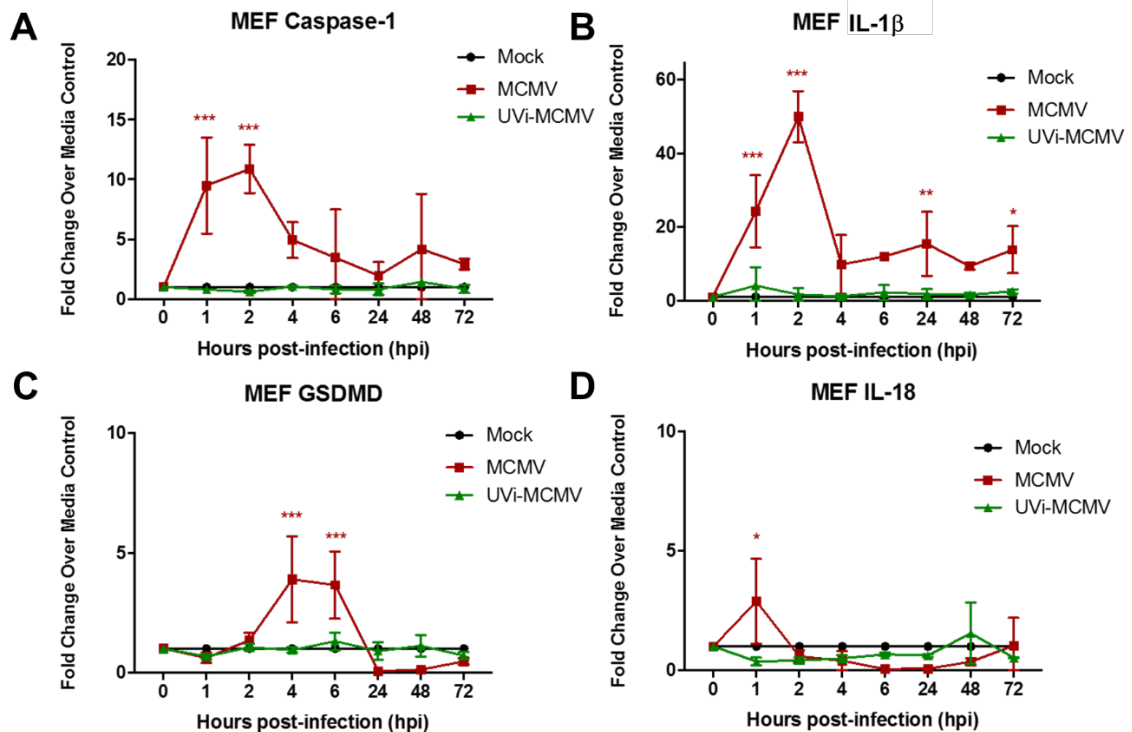 A
MEF Caspase-1
Mock
MCMV
UVi-MCMV
Fold Change Over Media Control
20
15
10
5
0
***
***
0 1 2 4 6 24 48 72
Hours post-infection (hpi)
B
MEF IL-1β
Mock
MCMV
UVi-MCMV
Fold Change Over Media Control
60
40
20
0
***
***
**
*
0 1 2 4 6 24 48 72
Hours post-infection (hpi)
C
MEF GSDMD
Mock
MCMV
UVi-MCMV
Fold Change Over Media Control
10
5
0
***
***
0 1 2 4 6 24 48 72
Hours post-infection (hpi)
D
MEF IL-18
Mock
MCMV
UVi-MCMV
Fold Change Over Media Control
10
5
0
*
0 1 2 4 6 24 48 72
Hours post-infection (hpi)